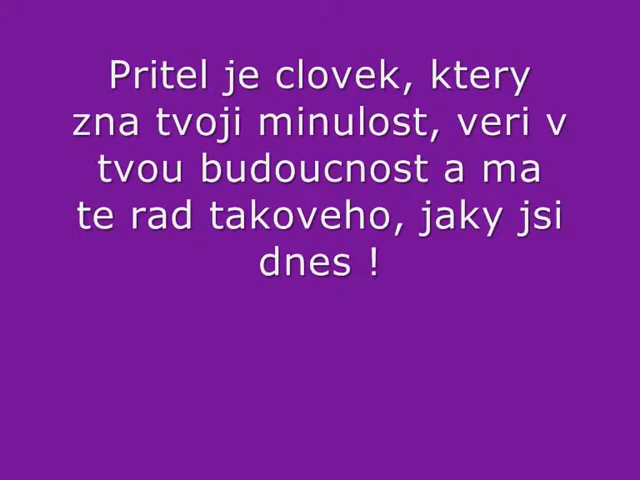 Pritel je clovek, ktery
zna tvoji minulost, veri v
tvou budoucnost a ma
te rad takoveho, jaky jsi
dnes !